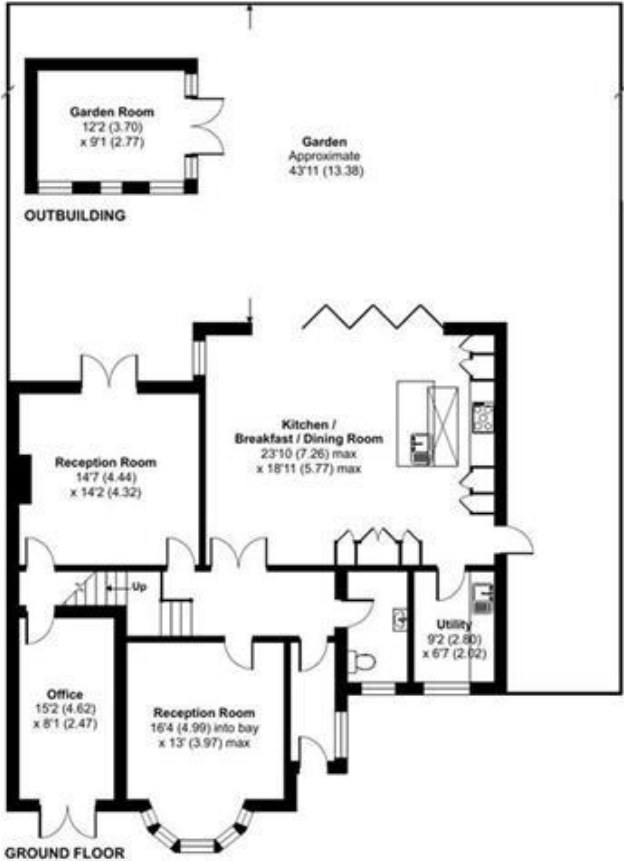 Garden Room
12'2 (3.70)
x 9'1 (2.77)
OUTBUILDING
Garden
Approximate
43'11 (13.38)
Kitchen /
Breakfast / Dining Room
23'10 (7.26) max
x 18'11 (5.77) max
Reception Room
14'7 (4.44)
x 14'2 (4.32)
Up
Utility
9'2 (2.80)
x 6'7 (2.02)
Office
15'2 (4.62)
x 8'1 (2.47)
Reception Room
16'4 (4.99) into bay
x 13' (3.97) max
GROUND FLOOR